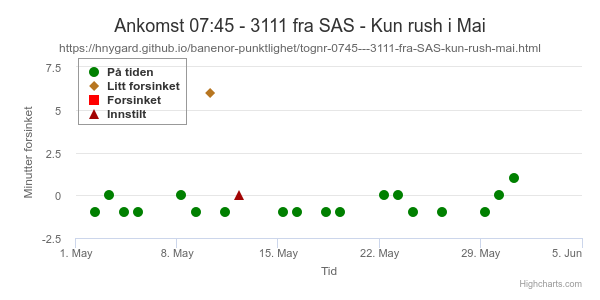 Ankomst 07:45 - 3111 fra SAS - Kun rush i Mai
https://hnygard.github.io/banenor-punktlighet/tognr-0745---3111-fra-SAS-kun-rush-mai.html
Minutter forsinket
7.5
5
2.5
0
-2.5
På tiden
Litt forsinket
Forsinket
Innstilt
1. May 8. May 15. May 22. May 29. May 5. Jun
Tid
Highcharts.com